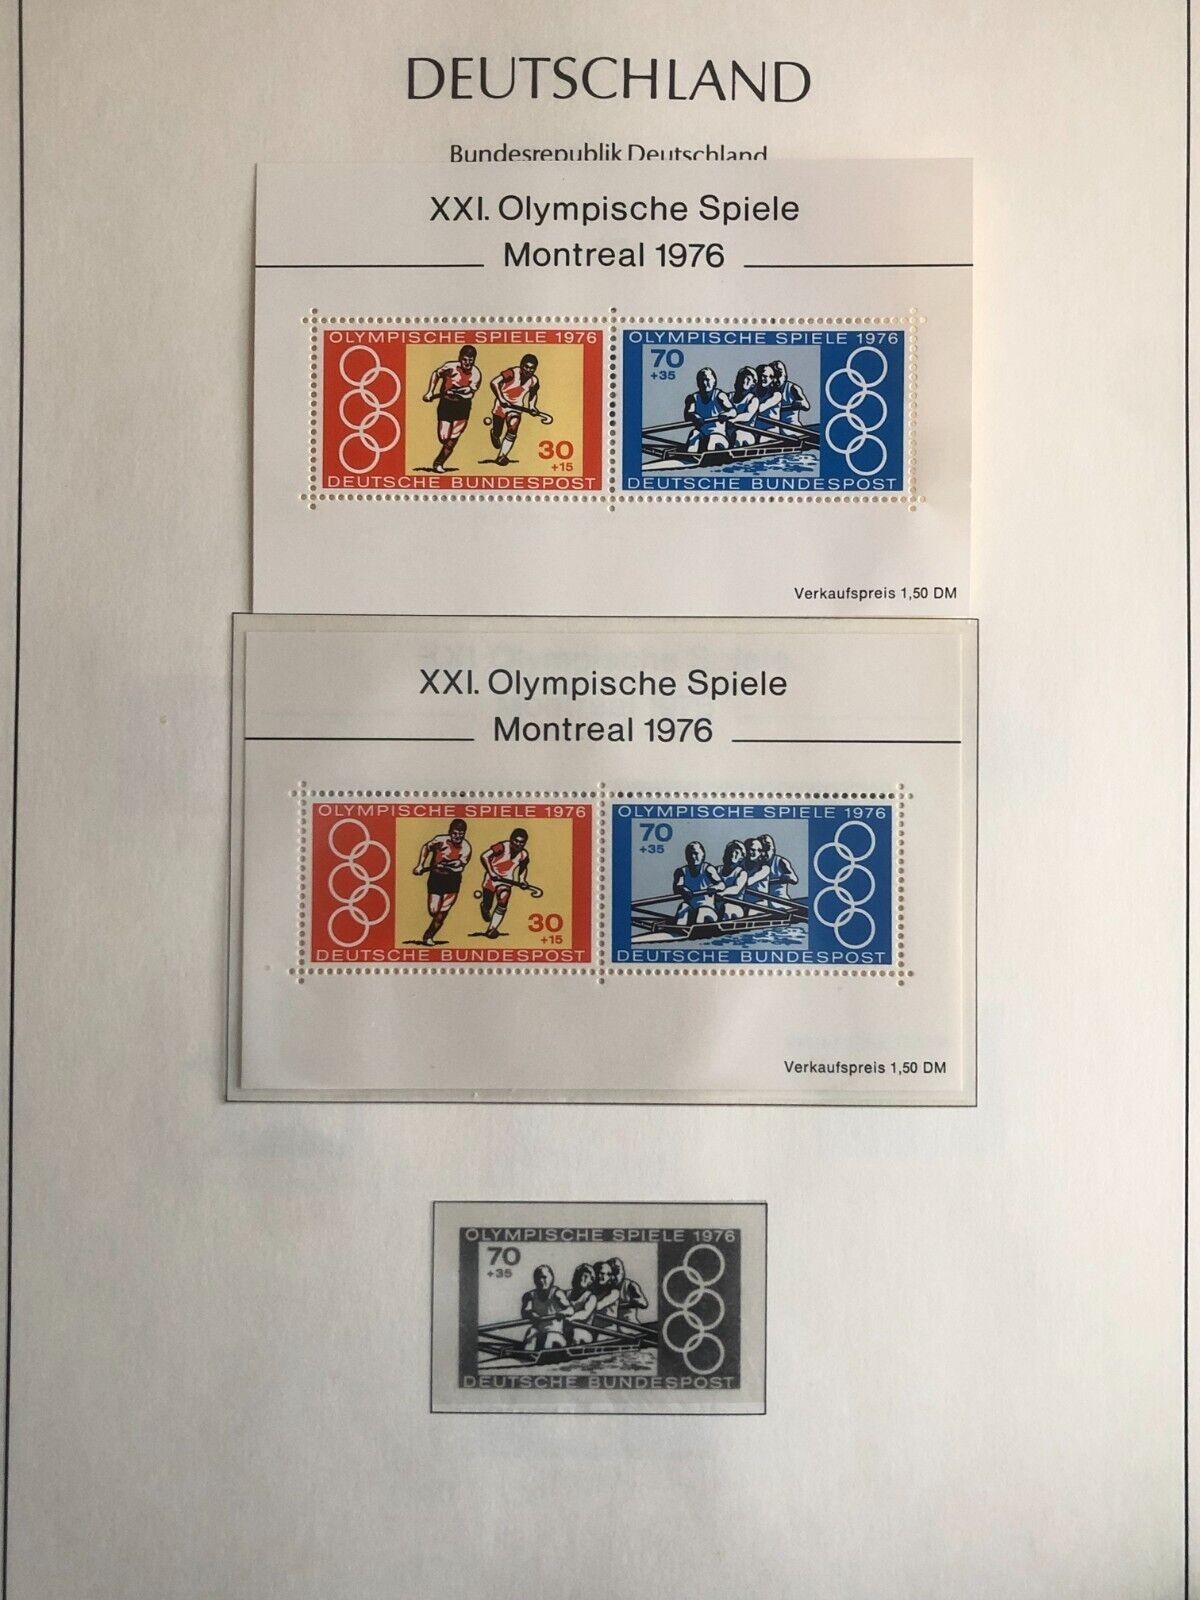 DEUTSCHLAND
Bundesrepublik Deutschland
XXI. Olympische Spiele
Montreal 1976
OLYMPISCHE SPIELE 1976
30
+15
DEUTSCHE BUNDESPOST
OLYMPISCHE SPIELE 1976
70
+35
DEUTSCHE BUNDESPOST
Verkaufspreis 1,50 DM
XXI. Olympische Spiele
Montreal 1976
OLYMPISCHE SPIELE 1976
30
+15
DEUTSCHE BUNDESPOST
OLYMPISCHE SPIELE 1976
70
+35
DEUTSCHE BUNDESPOST
Verkaufspreis 1,50 DM
OLYMPISCHE SPIELE 1976
70
+35
DEUTSCHE BUNDESPOST